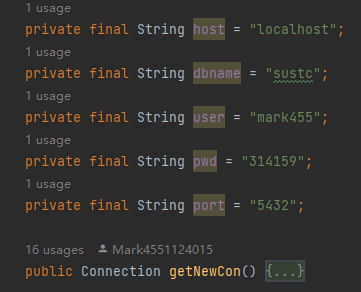 1 usage
private final String host = "localhost";
1 usage
private final String dbname = "sustc";
1 usage
private final String user = "mark455";
1 usage
private final String pwd = "314159";
1 usage
private final String port = "5432";
16 usages Mark4551124015
public Connection getNewCon() {...}